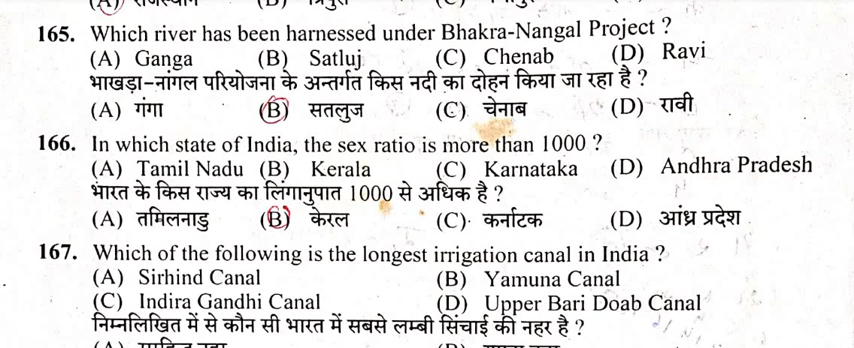 165. Which river has been harnessed under Bhakra-Nangal Project ?
(A) Ganga (B) Satluj (C) Chenab (D) Ravi
भाखड़ा–नांगल परियोजना के अन्तर्गत किस नदी का दोहन किया जा रहा है ?
(A) गंगा (B) सतलुज (C) चेनाब (D) रावी
166. In which state of India, the sex ratio is more than 1000 ?
(A) Tamil Nadu (B) Kerala (C) Karnataka (D) Andhra Pradesh
भारत के किस राज्य का लिंगानुपात 1000 से अधिक है ?
(A) तमिलनाडु (B) केरल (C) कर्नाटक (D) आंध्र प्रदेश
167. Which of the following is the longest irrigation canal in India ?
(A) Sirhind Canal (B) Yamuna Canal
(C) Indira Gandhi Canal (D) Upper Bari Doab Canal
निम्नलिखित में से कौन सी भारत में सबसे लम्बी सिंचाई की नहर है ?